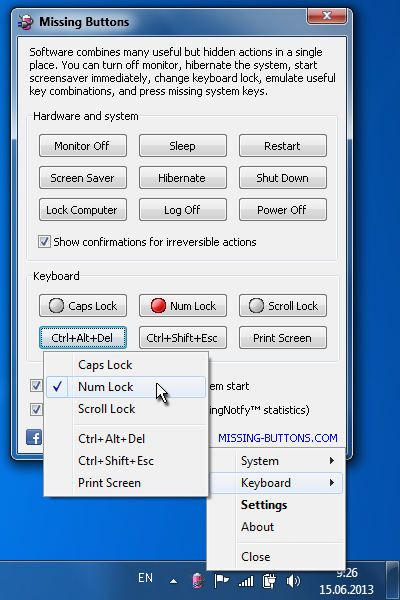 Missing Buttons
Software combines many useful but hidden actions in a single
place. You can turn off monitor, hibernate the system, start
screensaver immediately, change keyboard lock, emulate useful
key combinations, and press missing system keys.
Hardware and system
Monitor Off Sleep Restart
Screen Saver Hibernate Shut Down
Lock Computer Log Off Power Off
Show confirmations for irreversible actions
Keyboard
Caps Lock Num Lock Scroll Lock
Ctrl+Alt+Del Ctrl+Shift+Esc Print Screen
Caps Lock
Num Lock
Scroll Lock
Ctrl+Alt+Del
Ctrl+Shift+Esc
Print Screen
em start
ingNotfy™ statistics)
MISSING-BUTTONS.COM
System
Keyboard
Settings
About
Close
EN
9:26
15.06.2013